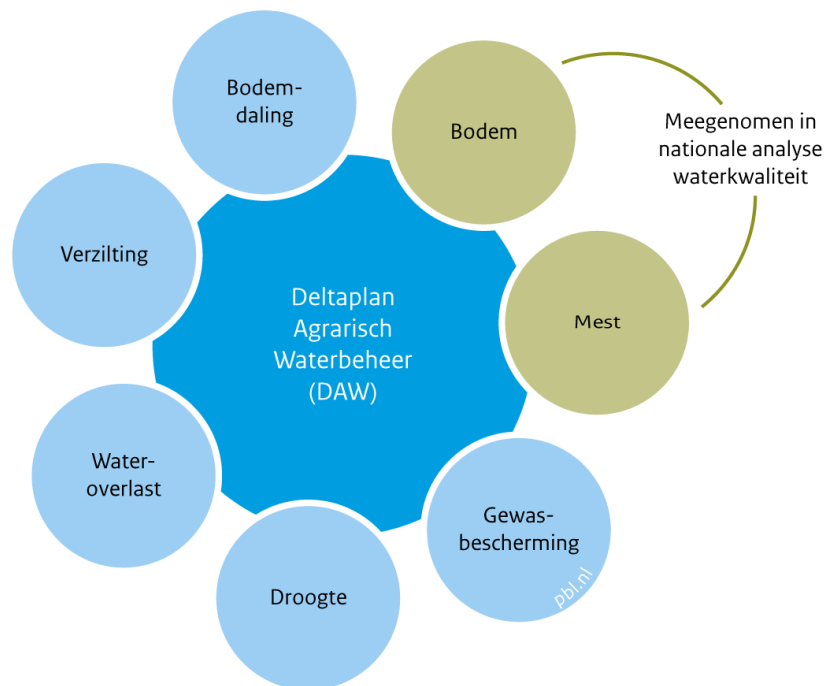 Bodem-
daling
Bodem
Meegenomen in
nationale analyse
waterkwaliteit
Verzilting
Deltaplan
Agrarisch
Waterbeheer
(DAW)
Mest
Water-
overlast
Gewas-
bescherming
pbl.nl
Droogte